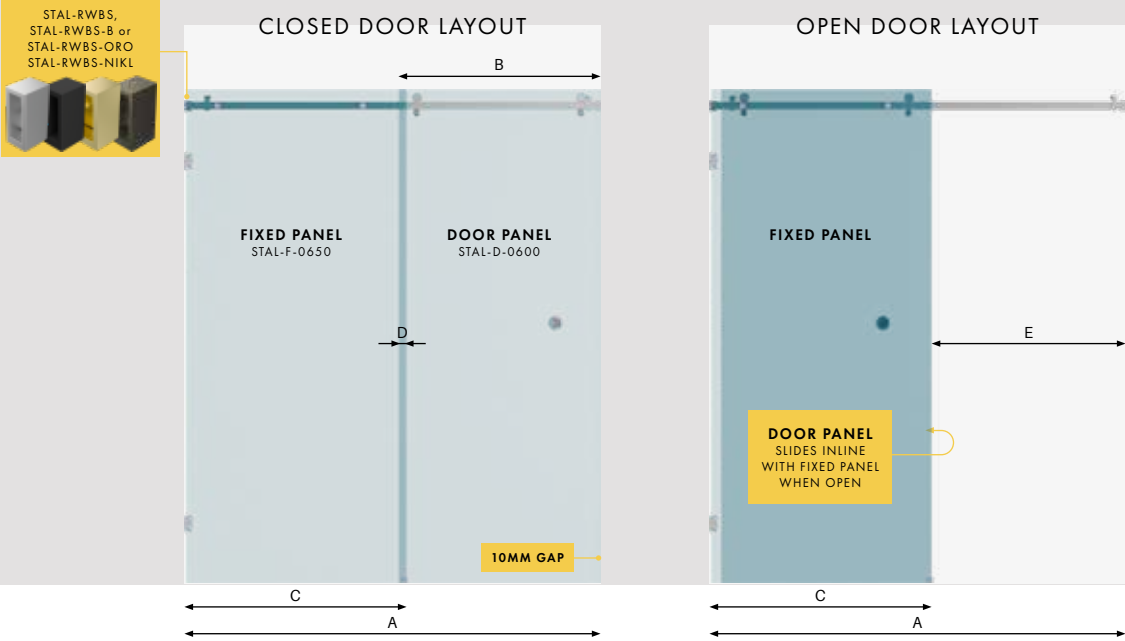 STAL-RWBS,
STAL-RWBS-B or
STAL-RWBS-ORO
STAL-RWBS-NIKL
CLOSED DOOR LAYOUT
B
FIXED PANEL
STAL-F-0650
DOOR PANEL
STAL-D-0600
D
10MM GAP
C
A
OPEN DOOR LAYOUT
FIXED PANEL
E
DOOR PANEL
SLIDES INLINE
WITH FIXED PANEL
WHEN OPEN
C
A